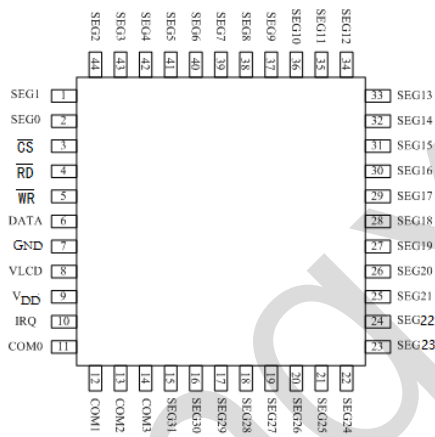 SEG2 SEG3 SEG4 SEG5 SEG6 SEG7 SEG8 SEG9 SEG10 SEG11 SEG12
44 43 42 41 40 39 38 37 36 35 34
SEG1 1 33 SEG13
SEG0 2 32 SEG14
C̅S̅ 3 31 SEG15
R̅D̅ 4 30 SEG16
W̅R̅ 5 29 SEG17
DATA 6 28 SEG18
GND 7 27 SEG19
VLCD 8 26 SEG20
VDD 9 25 SEG21
IRQ 10 24 SEG22
COM0 11 23 SEG23
12 13 14 15 16 17 18 19 20 21 22
COM1 COM2 COM3 SEG31 SEG30 SEG29 SEG28 SEG27 SEG26 SEG25 SEG24